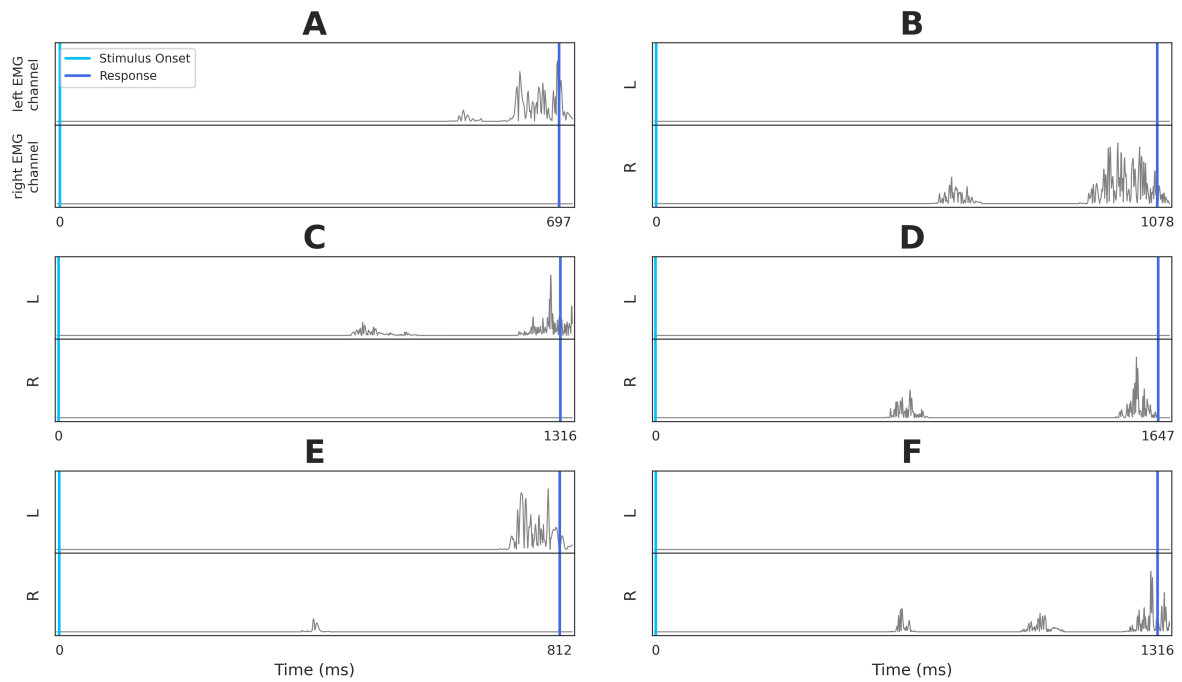 A
B
left EMG
channel
Stimulus Onset
Response
L
right EMG
channel
R
0
697
0
1078
C
D
L
L
R
R
0
1316
0
1647
E
F
L
L
R
R
0
812
0
1316
Time (ms)
Time (ms)